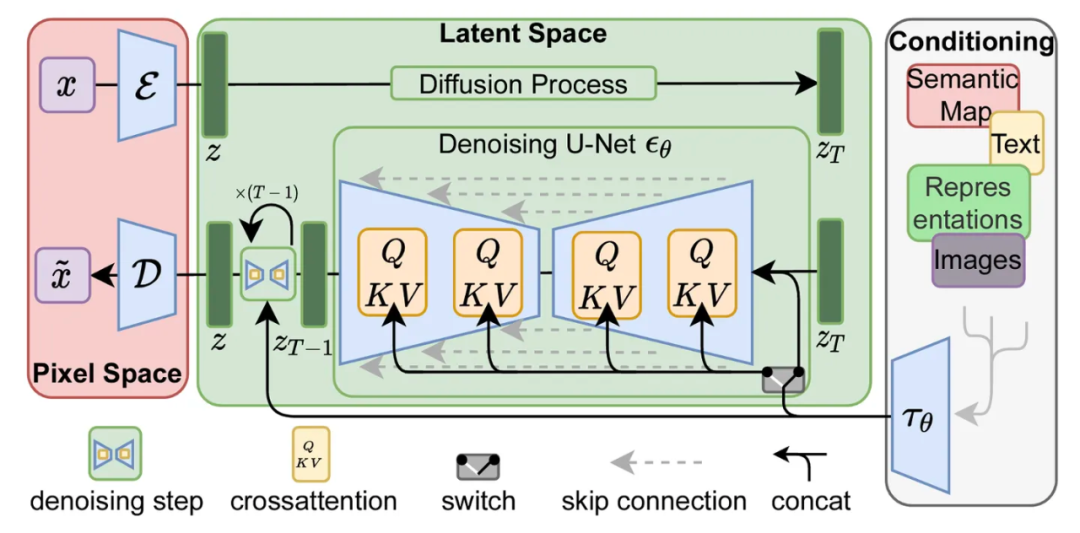 Latent Space
Conditioning
x
ℰ
Diffusion Process
Semantic
Map
Text
z
Denoising U-Net ϵθ
zT
Repres
entations
Images
×(T−1)
x̃
𝒟
Q
KV
Q
KV
Q
KV
Q
KV
z
zT−1
zT
Pixel Space
τθ
Q
KV
denoising step
crossattention
switch
skip connection
concat